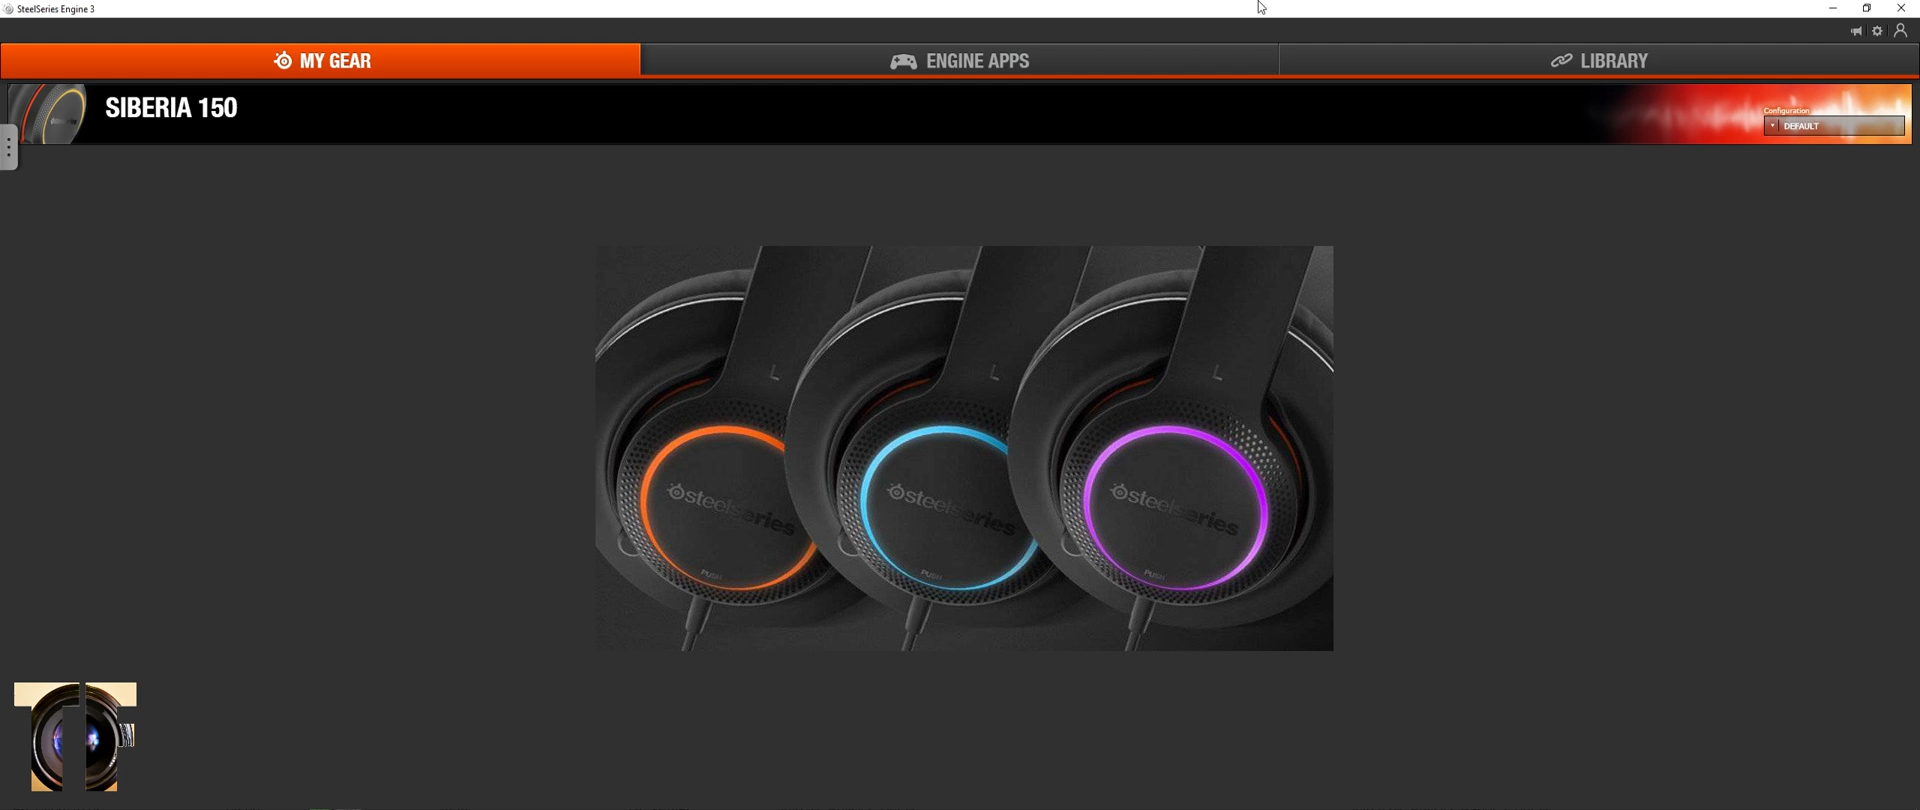 SteelSeries Engine 3
MY GEAR
ENGINE APPS
LIBRARY
SIBERIA 150
Configuration
DEFAULT
L
L
L
steelseries
steelseries
steelseries
PUSH
PUSH
PUSH